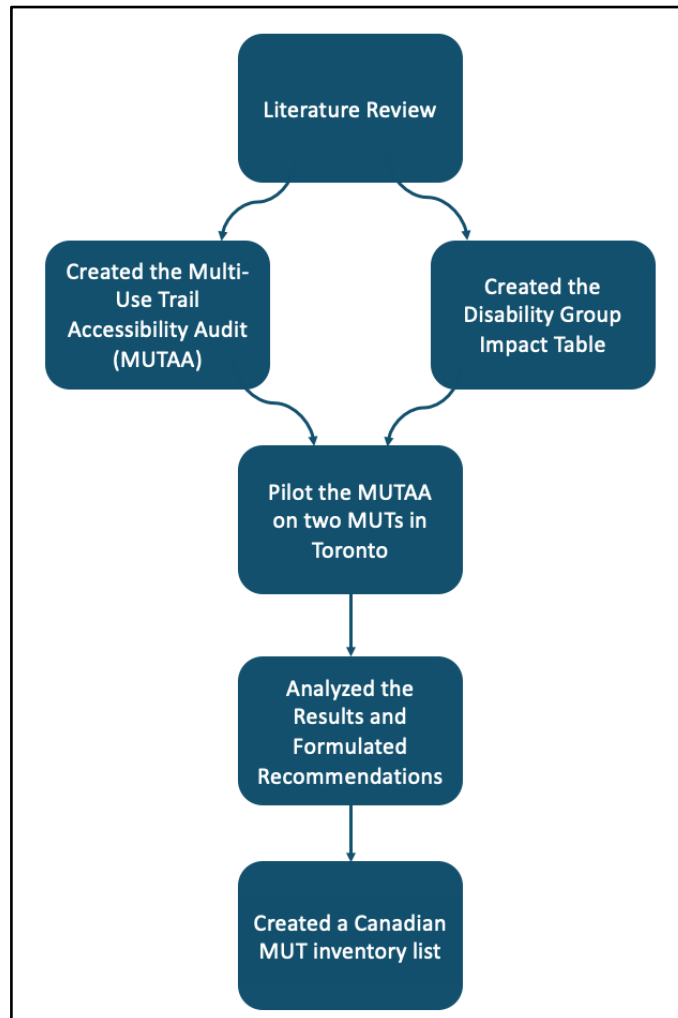 Literature Review
Created the Multi-
Use Trail
Accessibility Audit
(MUTAA)
Created the
Disability Group
Impact Table
Pilot the MUTAA
on two MUTs in
Toronto
Analyzed the
Results and
Formulated
Recommendations
Created a Canadian
MUT inventory list